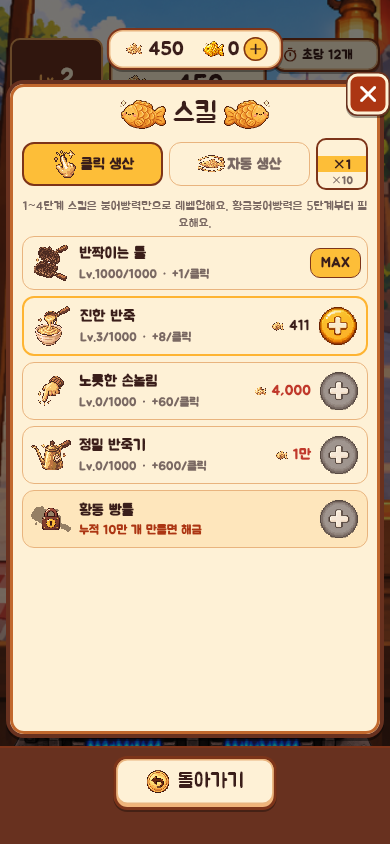 450
0
초당 12개
Lv.2
450
스킬
클릭 생산
자동 생산
×1
×10
1~4단계 스킬은 붕어빵력만으로 레벨업해요. 황금붕어빵력은 5단계부터 필
요해요.
반짝이는 틀
Lv.1000/1000 · +1/클릭
MAX
진한 반죽
Lv.3/1000 · +8/클릭
411
노릇한 손놀림
Lv.0/1000 · +60/클릭
4,000
정밀 반죽기
Lv.0/1000 · +600/클릭
1만
황동 빵틀
누적 10만 개 만들면 해금
돌아가기